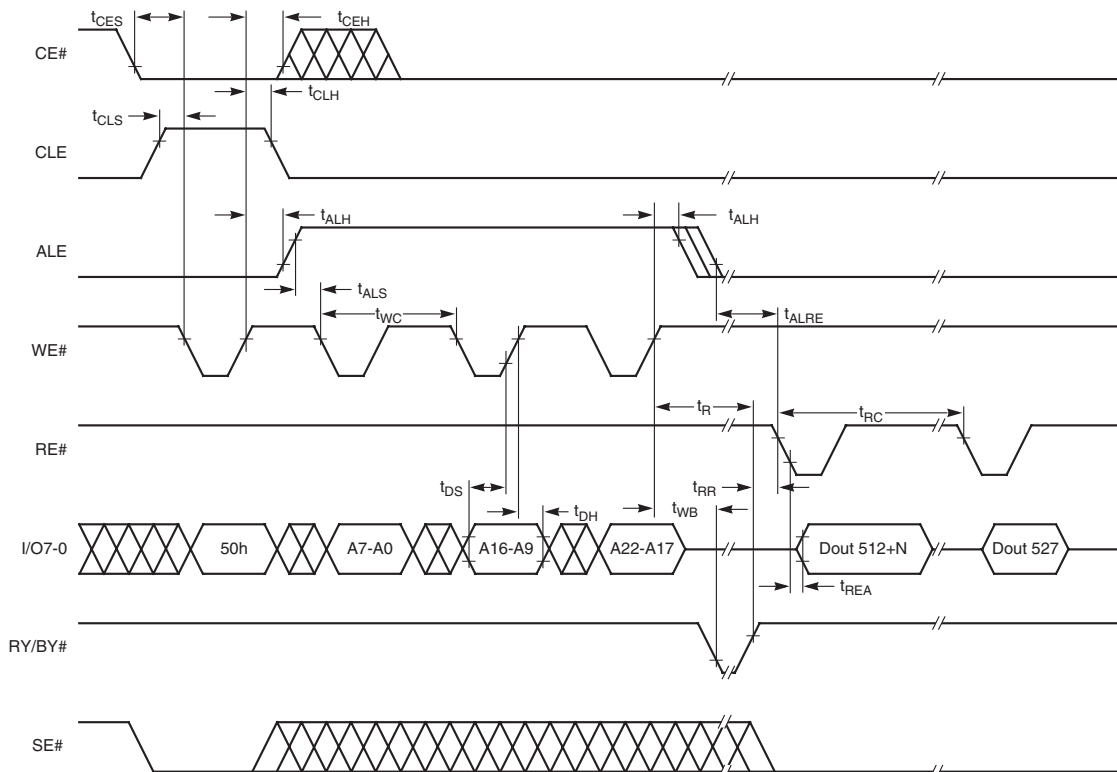 tCES
tCEH
CE#
tCLH
tCLS
CLE
tALH
tALH
ALE
tALS
tWC
tALRE
WE#
tR
tRC
RE#
tDS
tRR
tDH
tWB
I/O7-0
50h
A7-A0
A16-A9
A22-A17
Dout 512+N
Dout 527
tREA
RY/BY#
SE#